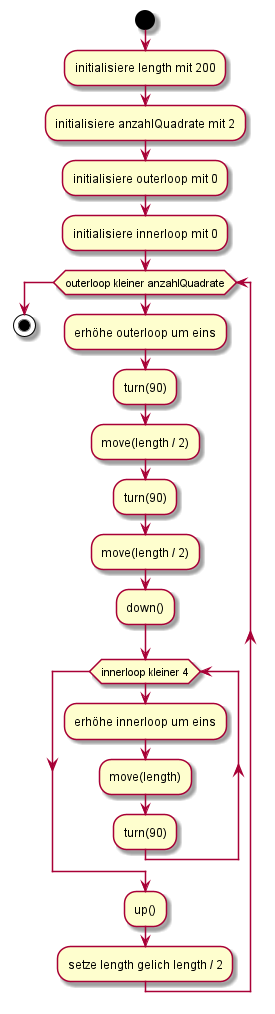 initialisiere length mit 200
initialisiere anzahlQuadrate mit 2
initialisiere outerloop mit 0
initialisiere innerloop mit 0
outerloop kleiner anzahlQuadrate
erhöhe outerloop um eins
turn(90)
move(length / 2)
turn(90)
move(length / 2)
down()
innerloop kleiner 4
erhöhe innerloop um eins
move(length)
turn(90)
up()
setze length gelich length / 2